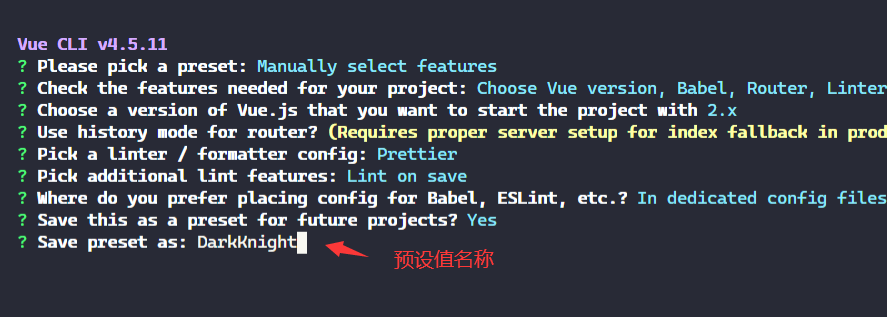 Vue CLI v4.5.11
? Please pick a preset: Manually select features
? Check the features needed for your project: Choose Vue version, Babel, Router, Linter
? Choose a version of Vue.js that you want to start the project with 2.x
? Use history mode for router? (Requires proper server setup for index fallback in prod
? Pick a linter / formatter config: Prettier
? Pick additional lint features: Lint on save
? Where do you prefer placing config for Babel, ESLint, etc.? In dedicated config files
? Save this as a preset for future projects? Yes
? Save preset as: DarkKnight
预设值名称